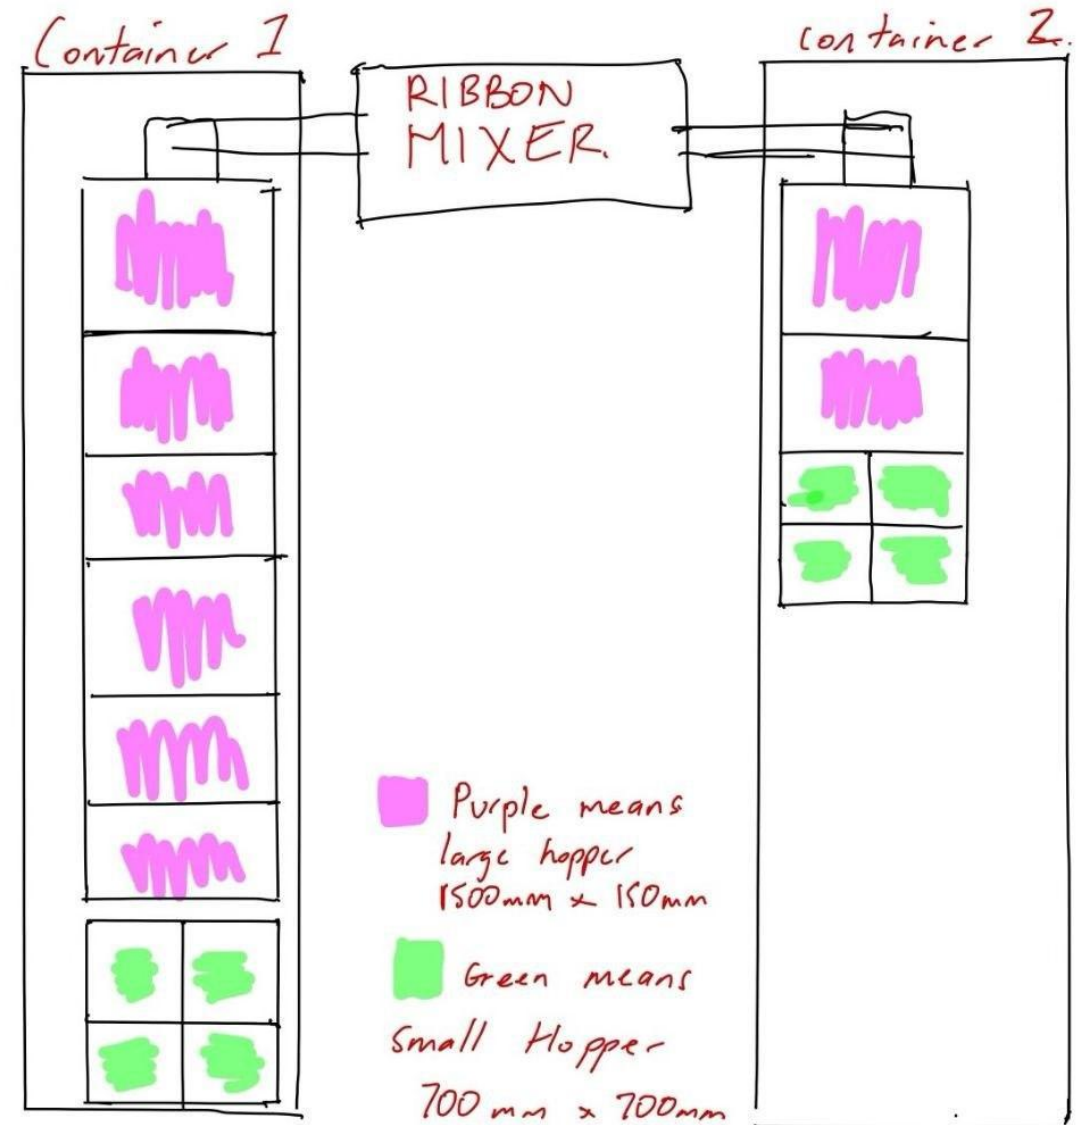 Container 1
container 2.
RIBBON
MIXER.
Purple means
large hopper
1500mm x 150mm
Green means
Small Hopper
700 mm x 700mm